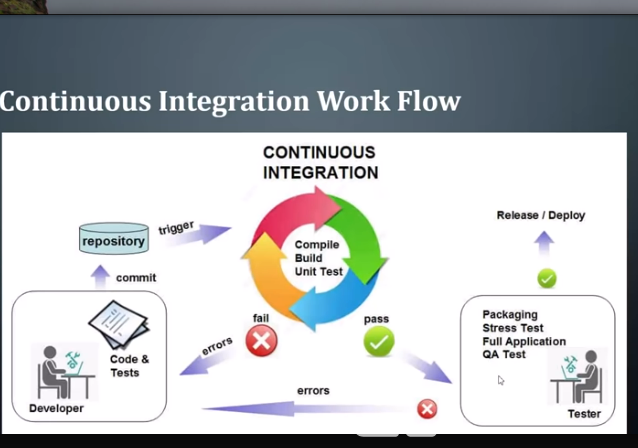 Continuous Integration Work Flow
CONTINUOUS
INTEGRATION
repository
trigger
commit
Compile
Build
Unit Test
Release / Deploy
Code &
Tests
Developer
fail
pass
errors
errors
Packaging
Stress Test
Full Application
QA Test
Tester